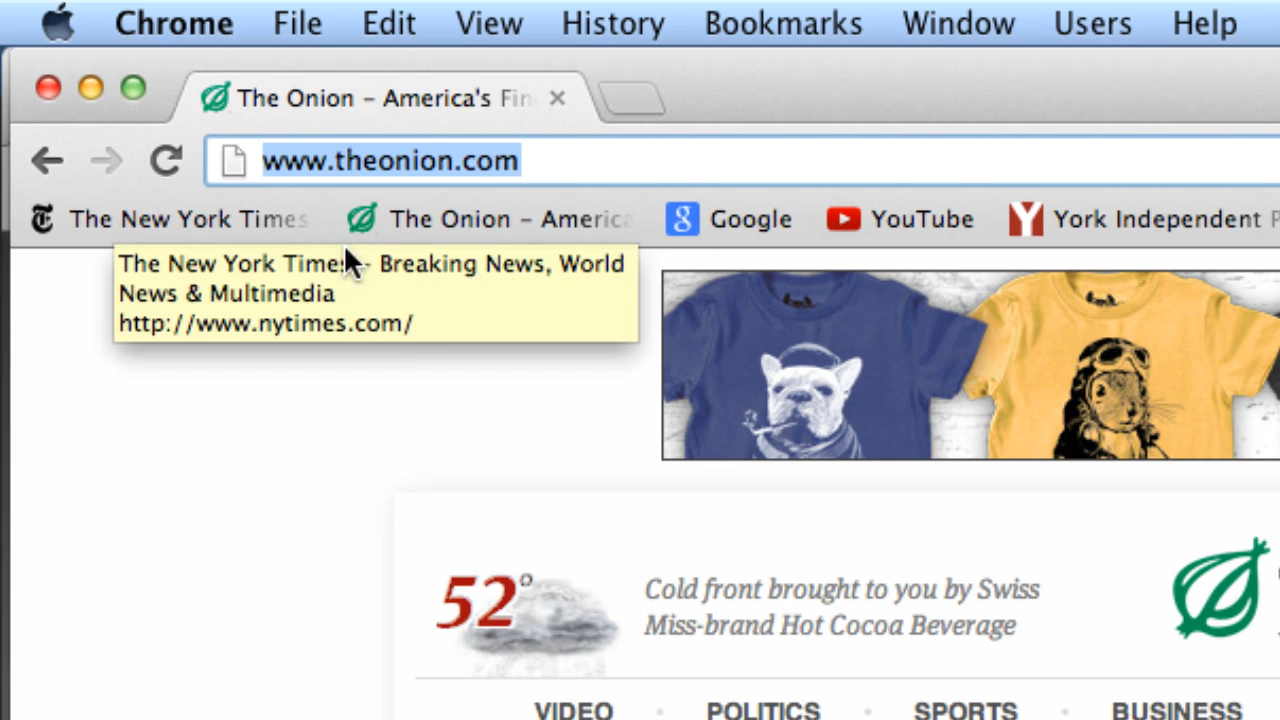 Chrome File Edit View History Bookmarks Window Users Help
The Onion – America's Fin
www.theonion.com
The New York Times The Onion – America Google YouTube York Independent
The New York Times - Breaking News, World
News & Multimedia
http://www.nytimes.com/
52° Cold front brought to you by Swiss
Miss-brand Hot Cocoa Beverage
VIDEO • POLITICS • SPORTS • BUSINESS